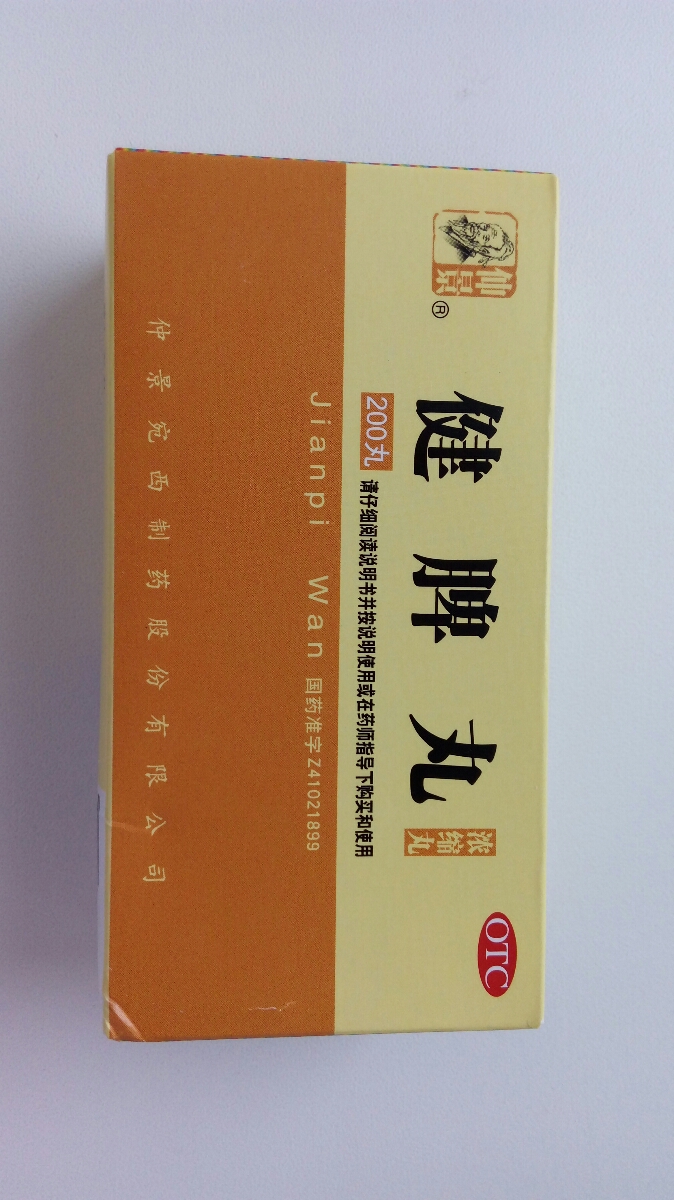 仲景
®
健脾丸
浓缩丸
OTC
200丸
请仔细阅读说明书并按说明使用或在药师指导下购买和使用
Jianpi Wan 国药准字Z41021899
仲景宛西制药股份有限公司